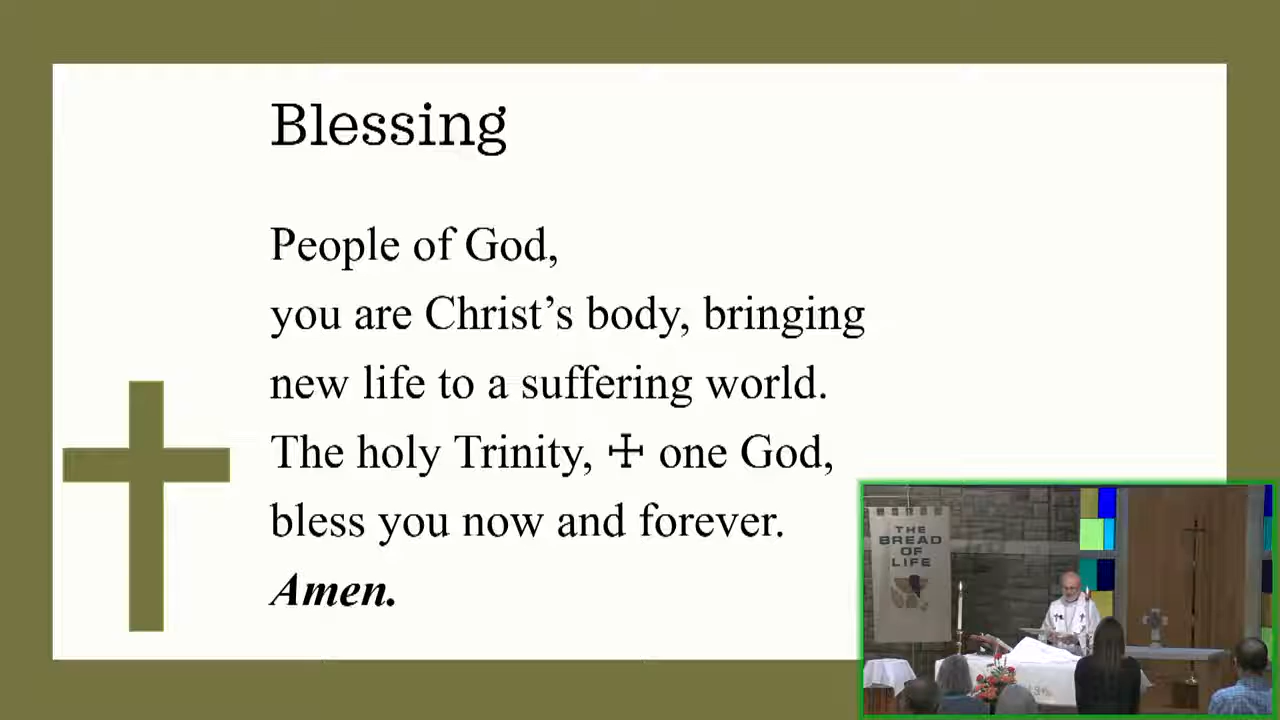 Blessing
People of God,
you are Christ’s body, bringing
new life to a suffering world.
The holy Trinity, ☩ one God,
bless you now and forever.
Amen.
THE
BREAD
OF
LIFE